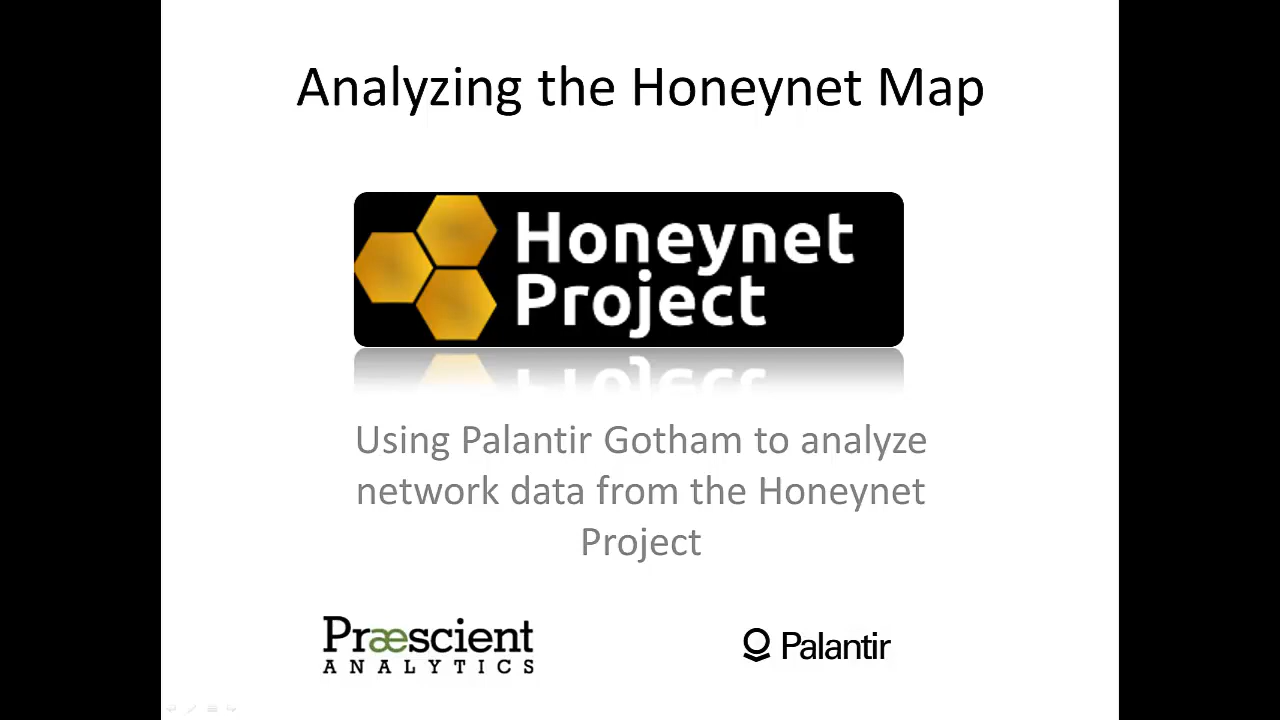 Analyzing the Honeynet Map
Honeynet
Project
Using Palantir Gotham to analyze
network data from the Honeynet
Project
Præscient
ANALYTICS
Palantir